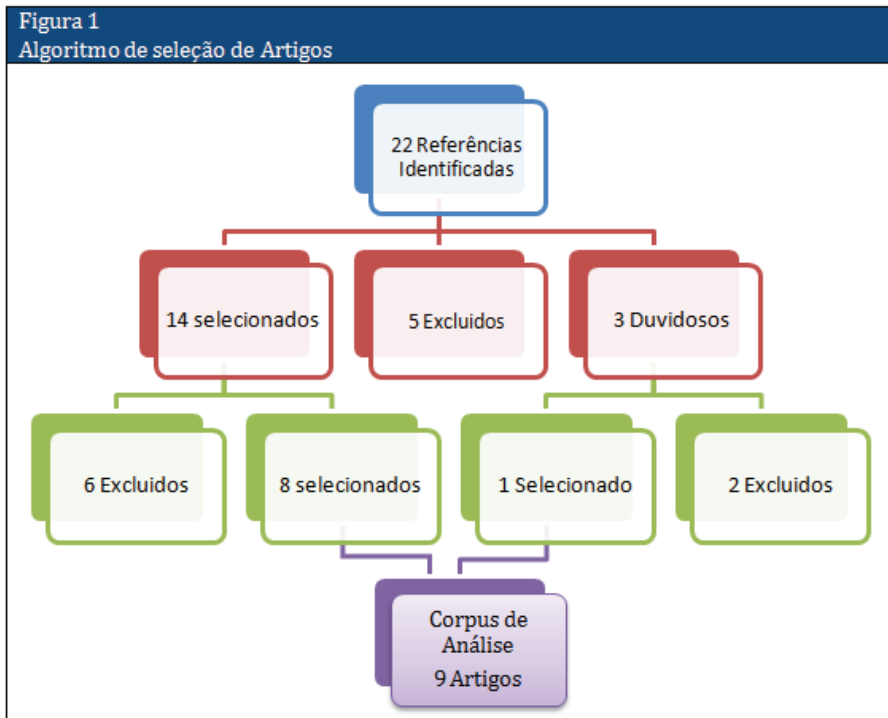 Figura 1
Algoritmo de seleção de Artigos
22 Referências
Identificadas
14 selecionados
5 Excluidos
3 Duvidosos
6 Excluidos
8 selecionados
1 Selecionado
2 Excluidos
Corpus de
Análise
9 Artigos